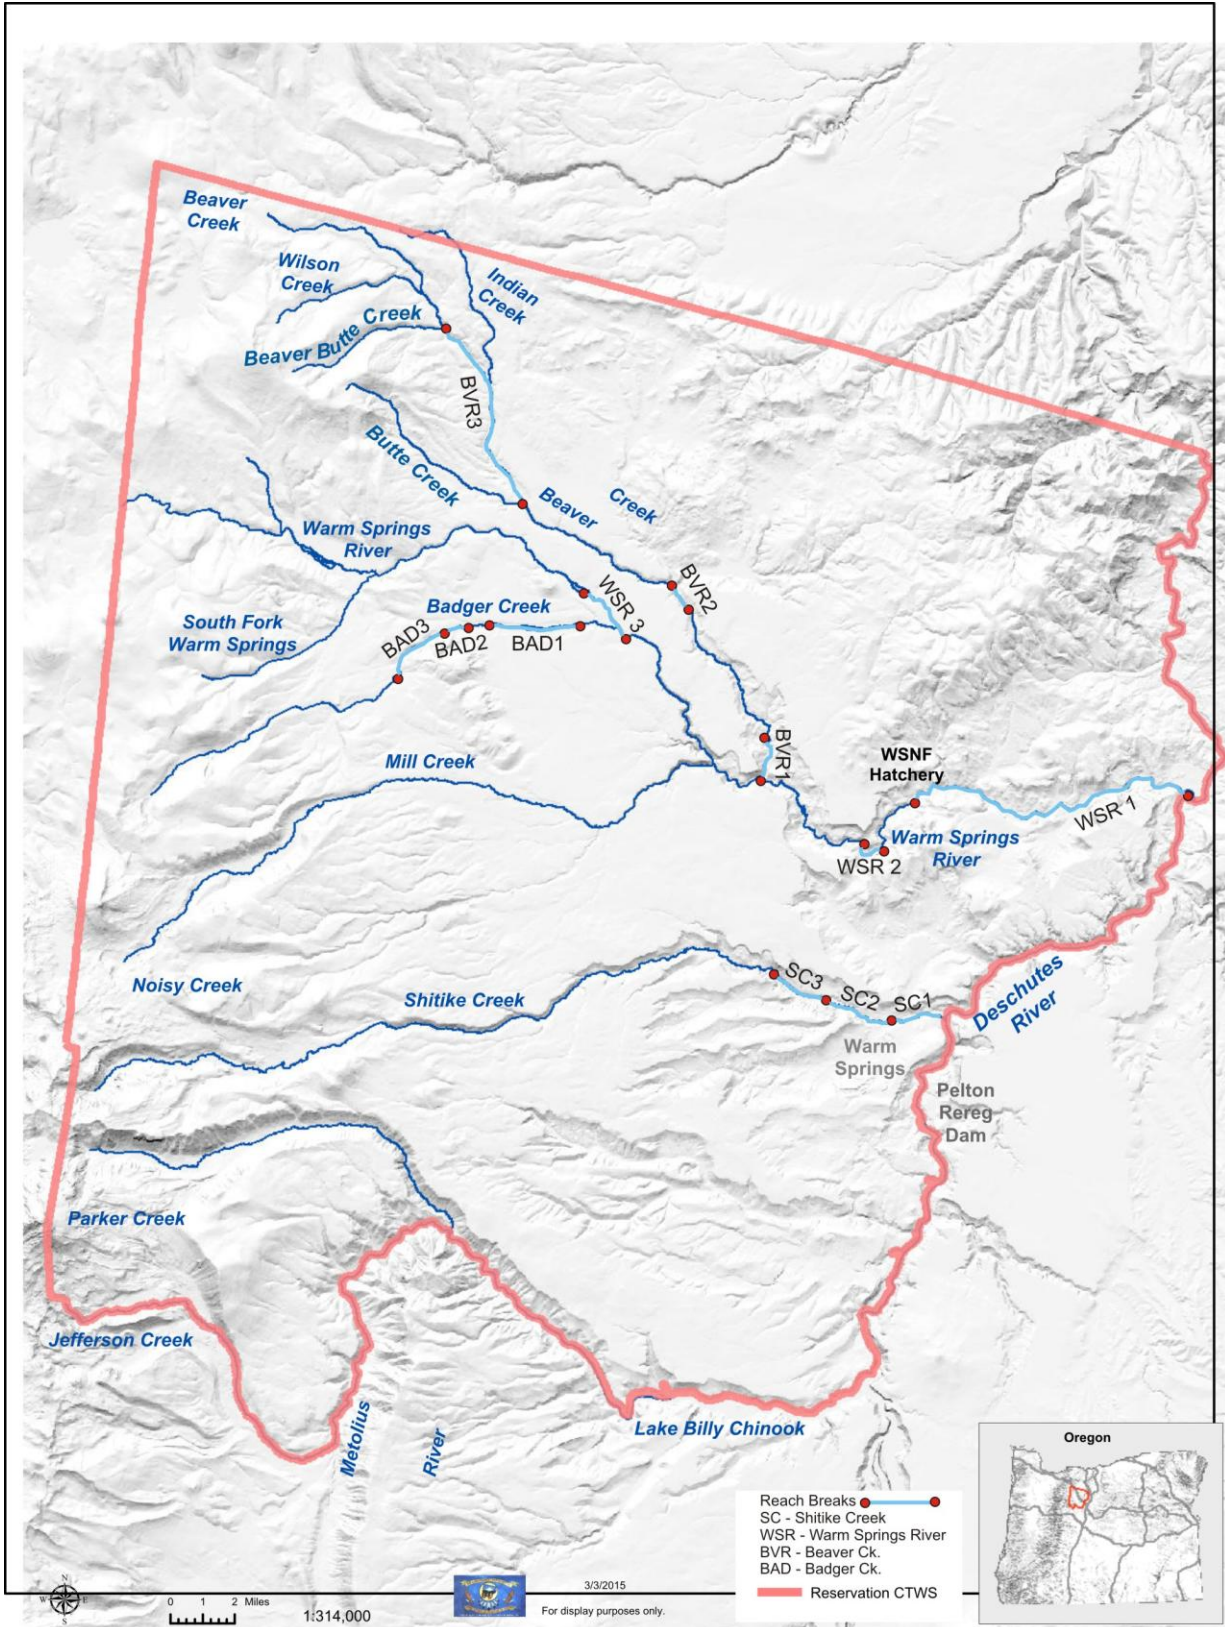 Beaver
Creek
Wilson
Creek
Indian
Creek
Beaver Butte Creek
BVR3
Butte Creek
Beaver
Creek
Warm Springs
River
BVR2
WSR 3
Badger Creek
South Fork
Warm Springs
BAD3
BAD2
BAD1
BVR1
Mill Creek
WSNF
Hatchery
WSR 1
Warm Springs
River
WSR 2
Noisy Creek
Shitike Creek
SC3
SC2
SC1
Deschutes
River
Warm
Springs
Pelton
Rereg
Dam
Parker Creek
Jefferson Creek
Metolius
River
Lake Billy Chinook
Oregon
Reach Breaks
SC - Shitike Creek
WSR - Warm Springs River
BVR - Beaver Ck.
BAD - Badger Ck.
Reservation CTWS
N
W E
S
0 1 2 Miles
1:314,000
3/3/2015
For display purposes only.